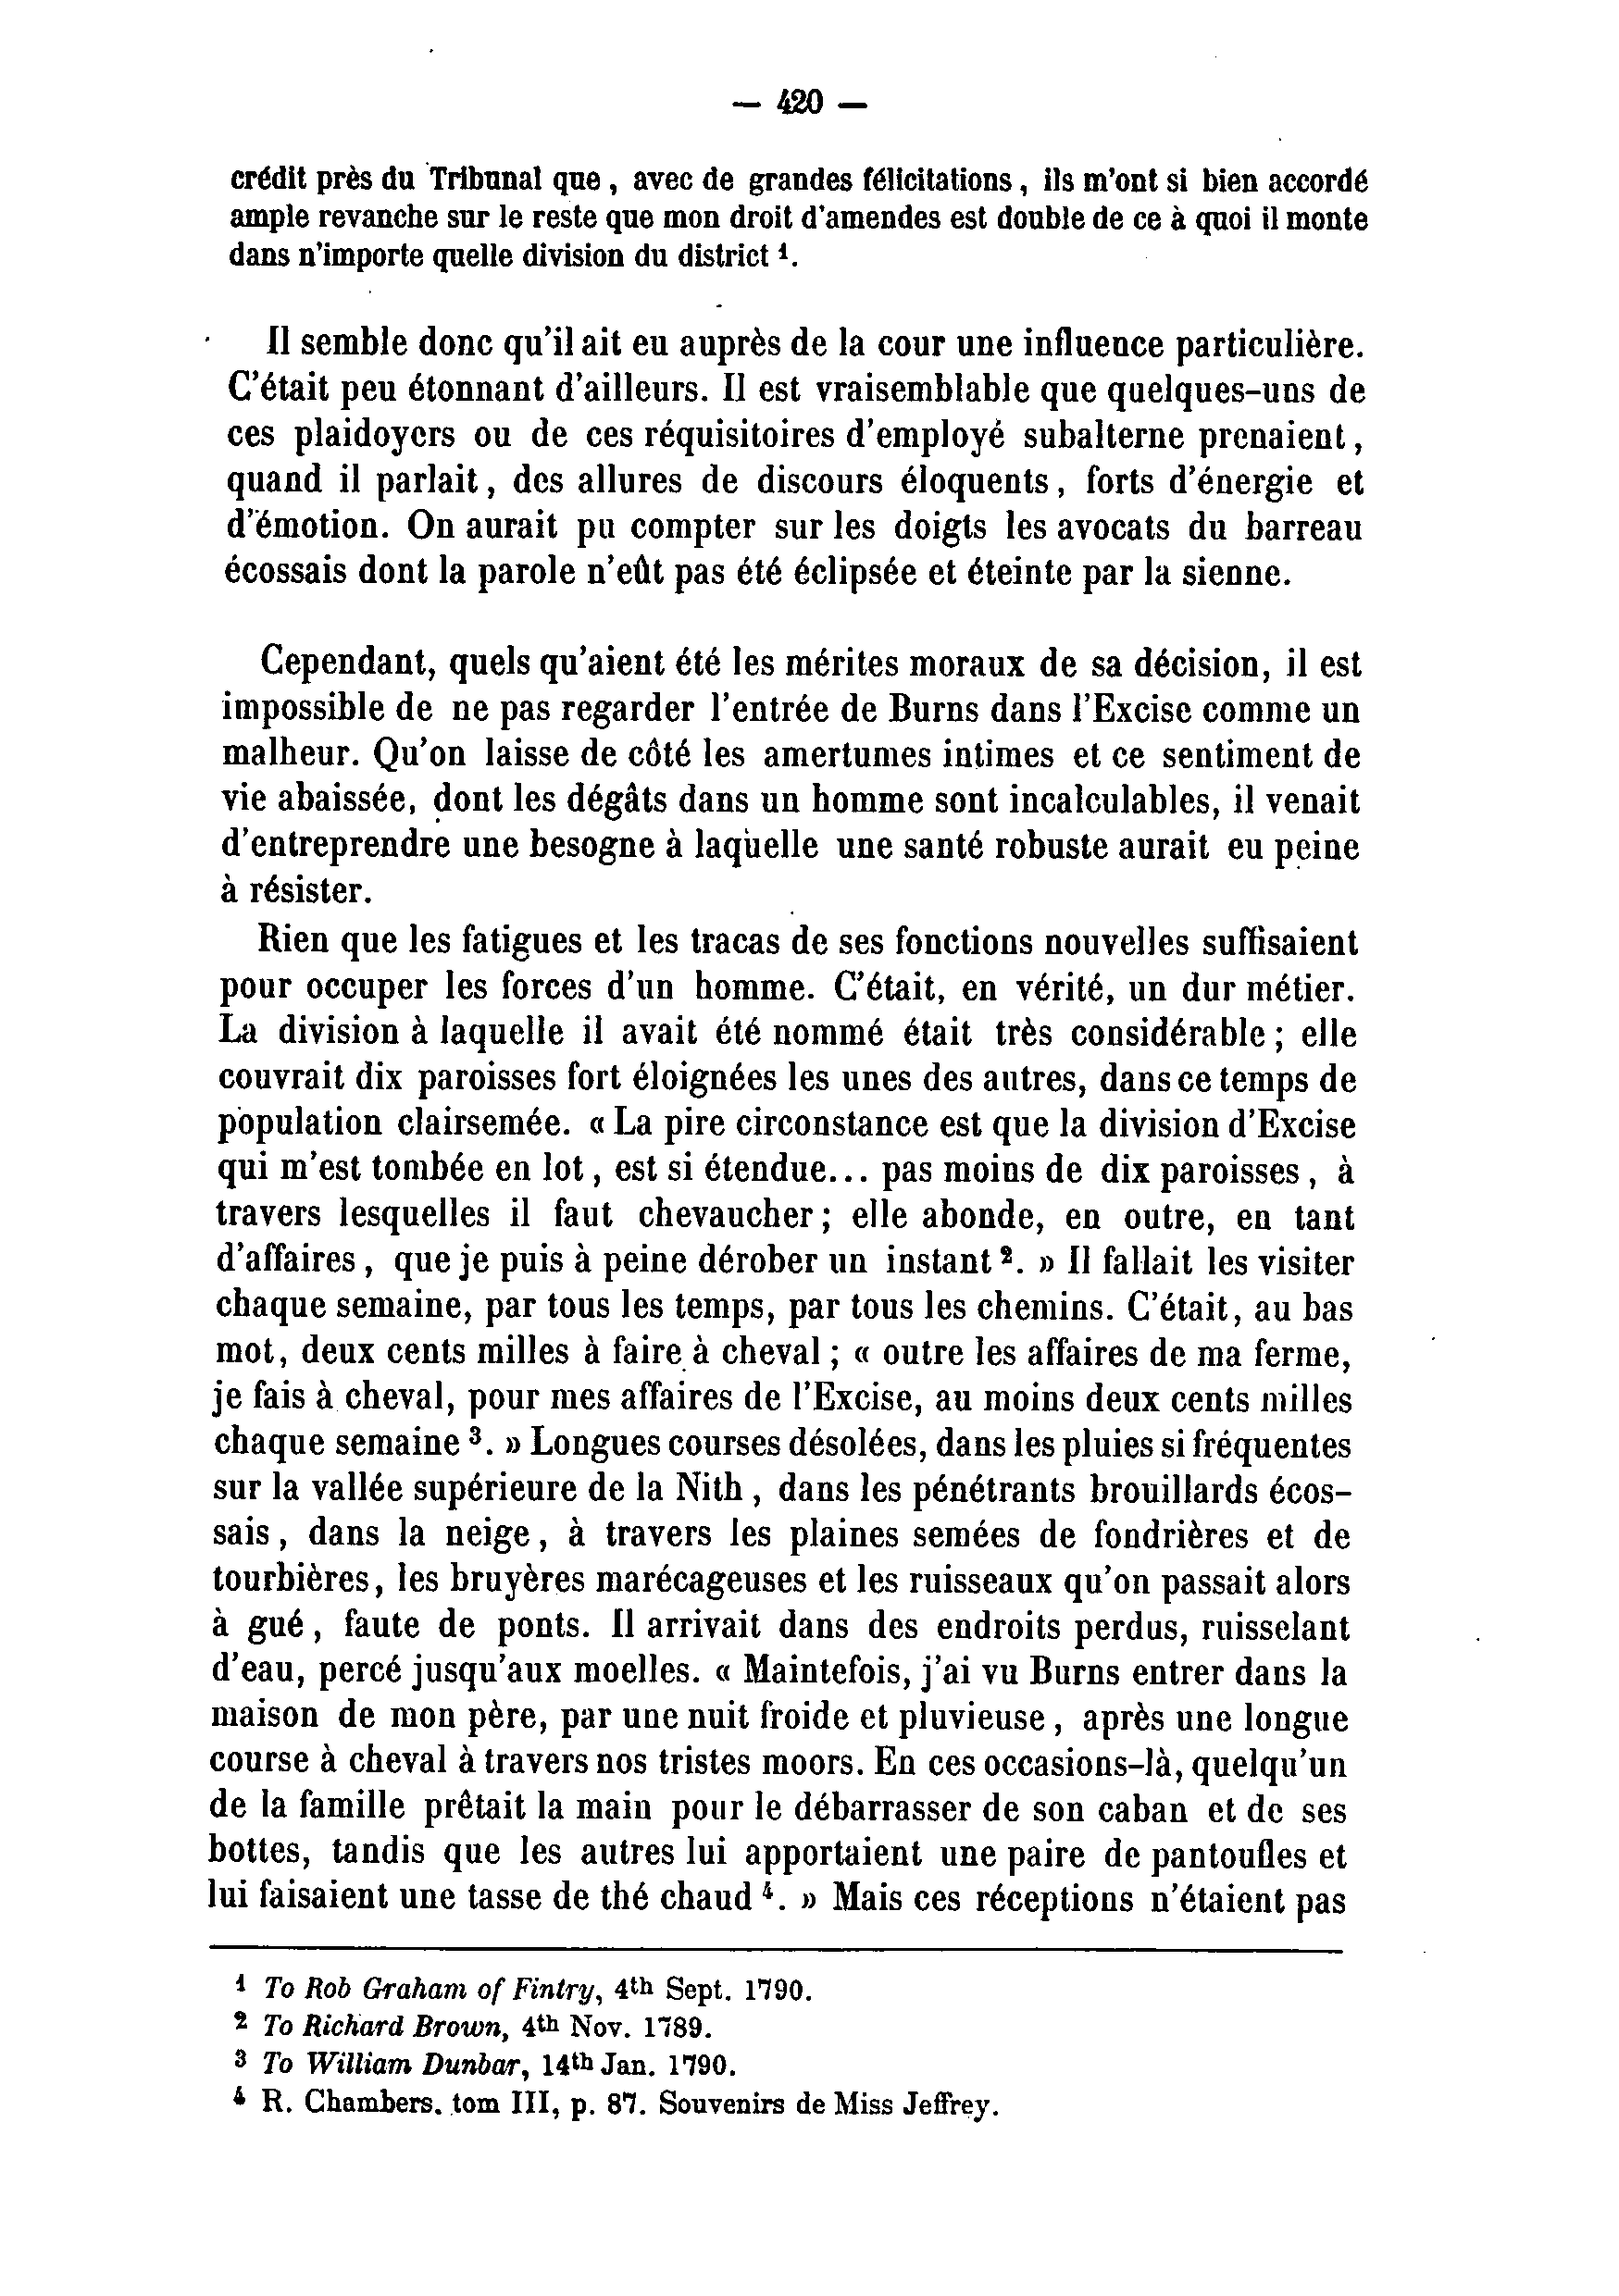 — 420 —
crédit près du Tribunal que, avec de grandes félicitations, ils m'ont si bien accordé
ample revanche sur le reste que mon droit d'amendes est double de ce à quoi il monte
dans n'importe quelle division du district ¹.
Il semble donc qu'il ait eu auprès de la cour une influence particulière.
C'était peu étonnant d'ailleurs. Il est vraisemblable que quelques-uns de
ces plaidoyers ou de ces réquisitoires d'employé subalterne prenaient,
quand il parlait, des allures de discours éloquents, forts d'énergie et
d'émotion. On aurait pu compter sur les doigts les avocats du barreau
écossais dont la parole n'eût pas été éclipsée et éteinte par la sienne.
Cependant, quels qu'aient été les mérites moraux de sa décision, il est
impossible de ne pas regarder l'entrée de Burns dans l'Excise comme un
malheur. Qu'on laisse de côté les amertumes intimes et ce sentiment de
vie abaissée, dont les dégâts dans un homme sont incalculables, il venait
d'entreprendre une besogne à laquelle une santé robuste aurait eu peine
à résister.
Rien que les fatigues et les tracas de ses fonctions nouvelles suffisaient
pour occuper les forces d'un homme. C'était, en vérité, un dur métier.
La division à laquelle il avait été nommé était très considérable ; elle
couvrait dix paroisses fort éloignées les unes des autres, dans ce temps de
population clairsemée. « La pire circonstance est que la division d'Excise
qui m'est tombée en lot, est si étendue... pas moins de dix paroisses, à
travers lesquelles il faut chevaucher ; elle abonde, en outre, en tant
d'affaires, que je puis à peine dérober un instant ². » Il fallait les visiter
chaque semaine, par tous les temps, par tous les chemins. C'était, au bas
mot, deux cents milles à faire à cheval ; « outre les affaires de ma ferme,
je fais à cheval, pour mes affaires de l'Excise, au moins deux cents milles
chaque semaine ³. » Longues courses désolées, dans les pluies si fréquentes
sur la vallée supérieure de la Nith, dans les pénétrants brouillards écos-
sais, dans la neige, à travers les plaines semées de fondrières et de
tourbières, les bruyères marécageuses et les ruisseaux qu'on passait alors
à gué, faute de ponts. Il arrivait dans des endroits perdus, ruisselant
d'eau, percé jusqu'aux moelles. « Maintefois, j'ai vu Burns entrer dans la
maison de mon père, par une nuit froide et pluvieuse, après une longue
course à cheval à travers nos tristes moors. En ces occasions-là, quelqu'un
de la famille prêtait la main pour le débarrasser de son caban et de ses
bottes, tandis que les autres lui apportaient une paire de pantoufles et
lui faisaient une tasse de thé chaud ⁴. » Mais ces réceptions n'étaient pas
¹ To Rob Graham of Fintry, 4th Sept. 1790.
² To Richard Brown, 4th Nov. 1789.
³ To William Dunbar, 14th Jan. 1790.
⁴ R. Chambers. tom III, p. 87. Souvenirs de Miss Jeffrey.